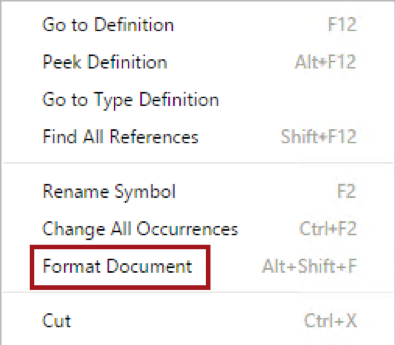 Go to Definition F12
Peek Definition Alt+F12
Go to Type Definition
Find All References Shift+F12
Rename Symbol F2
Change All Occurrences Ctrl+F2
Format Document Alt+Shift+F
Cut Ctrl+X